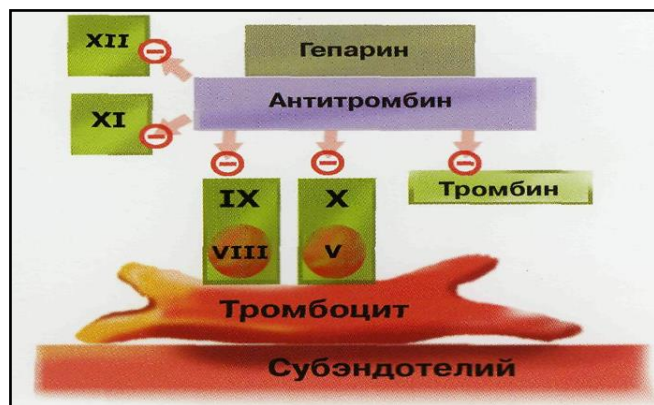 XII
Гепарин
Антитромбин
XI
IX
X
Тромбин
VIII
V
Тромбоцит
Субэндотелий